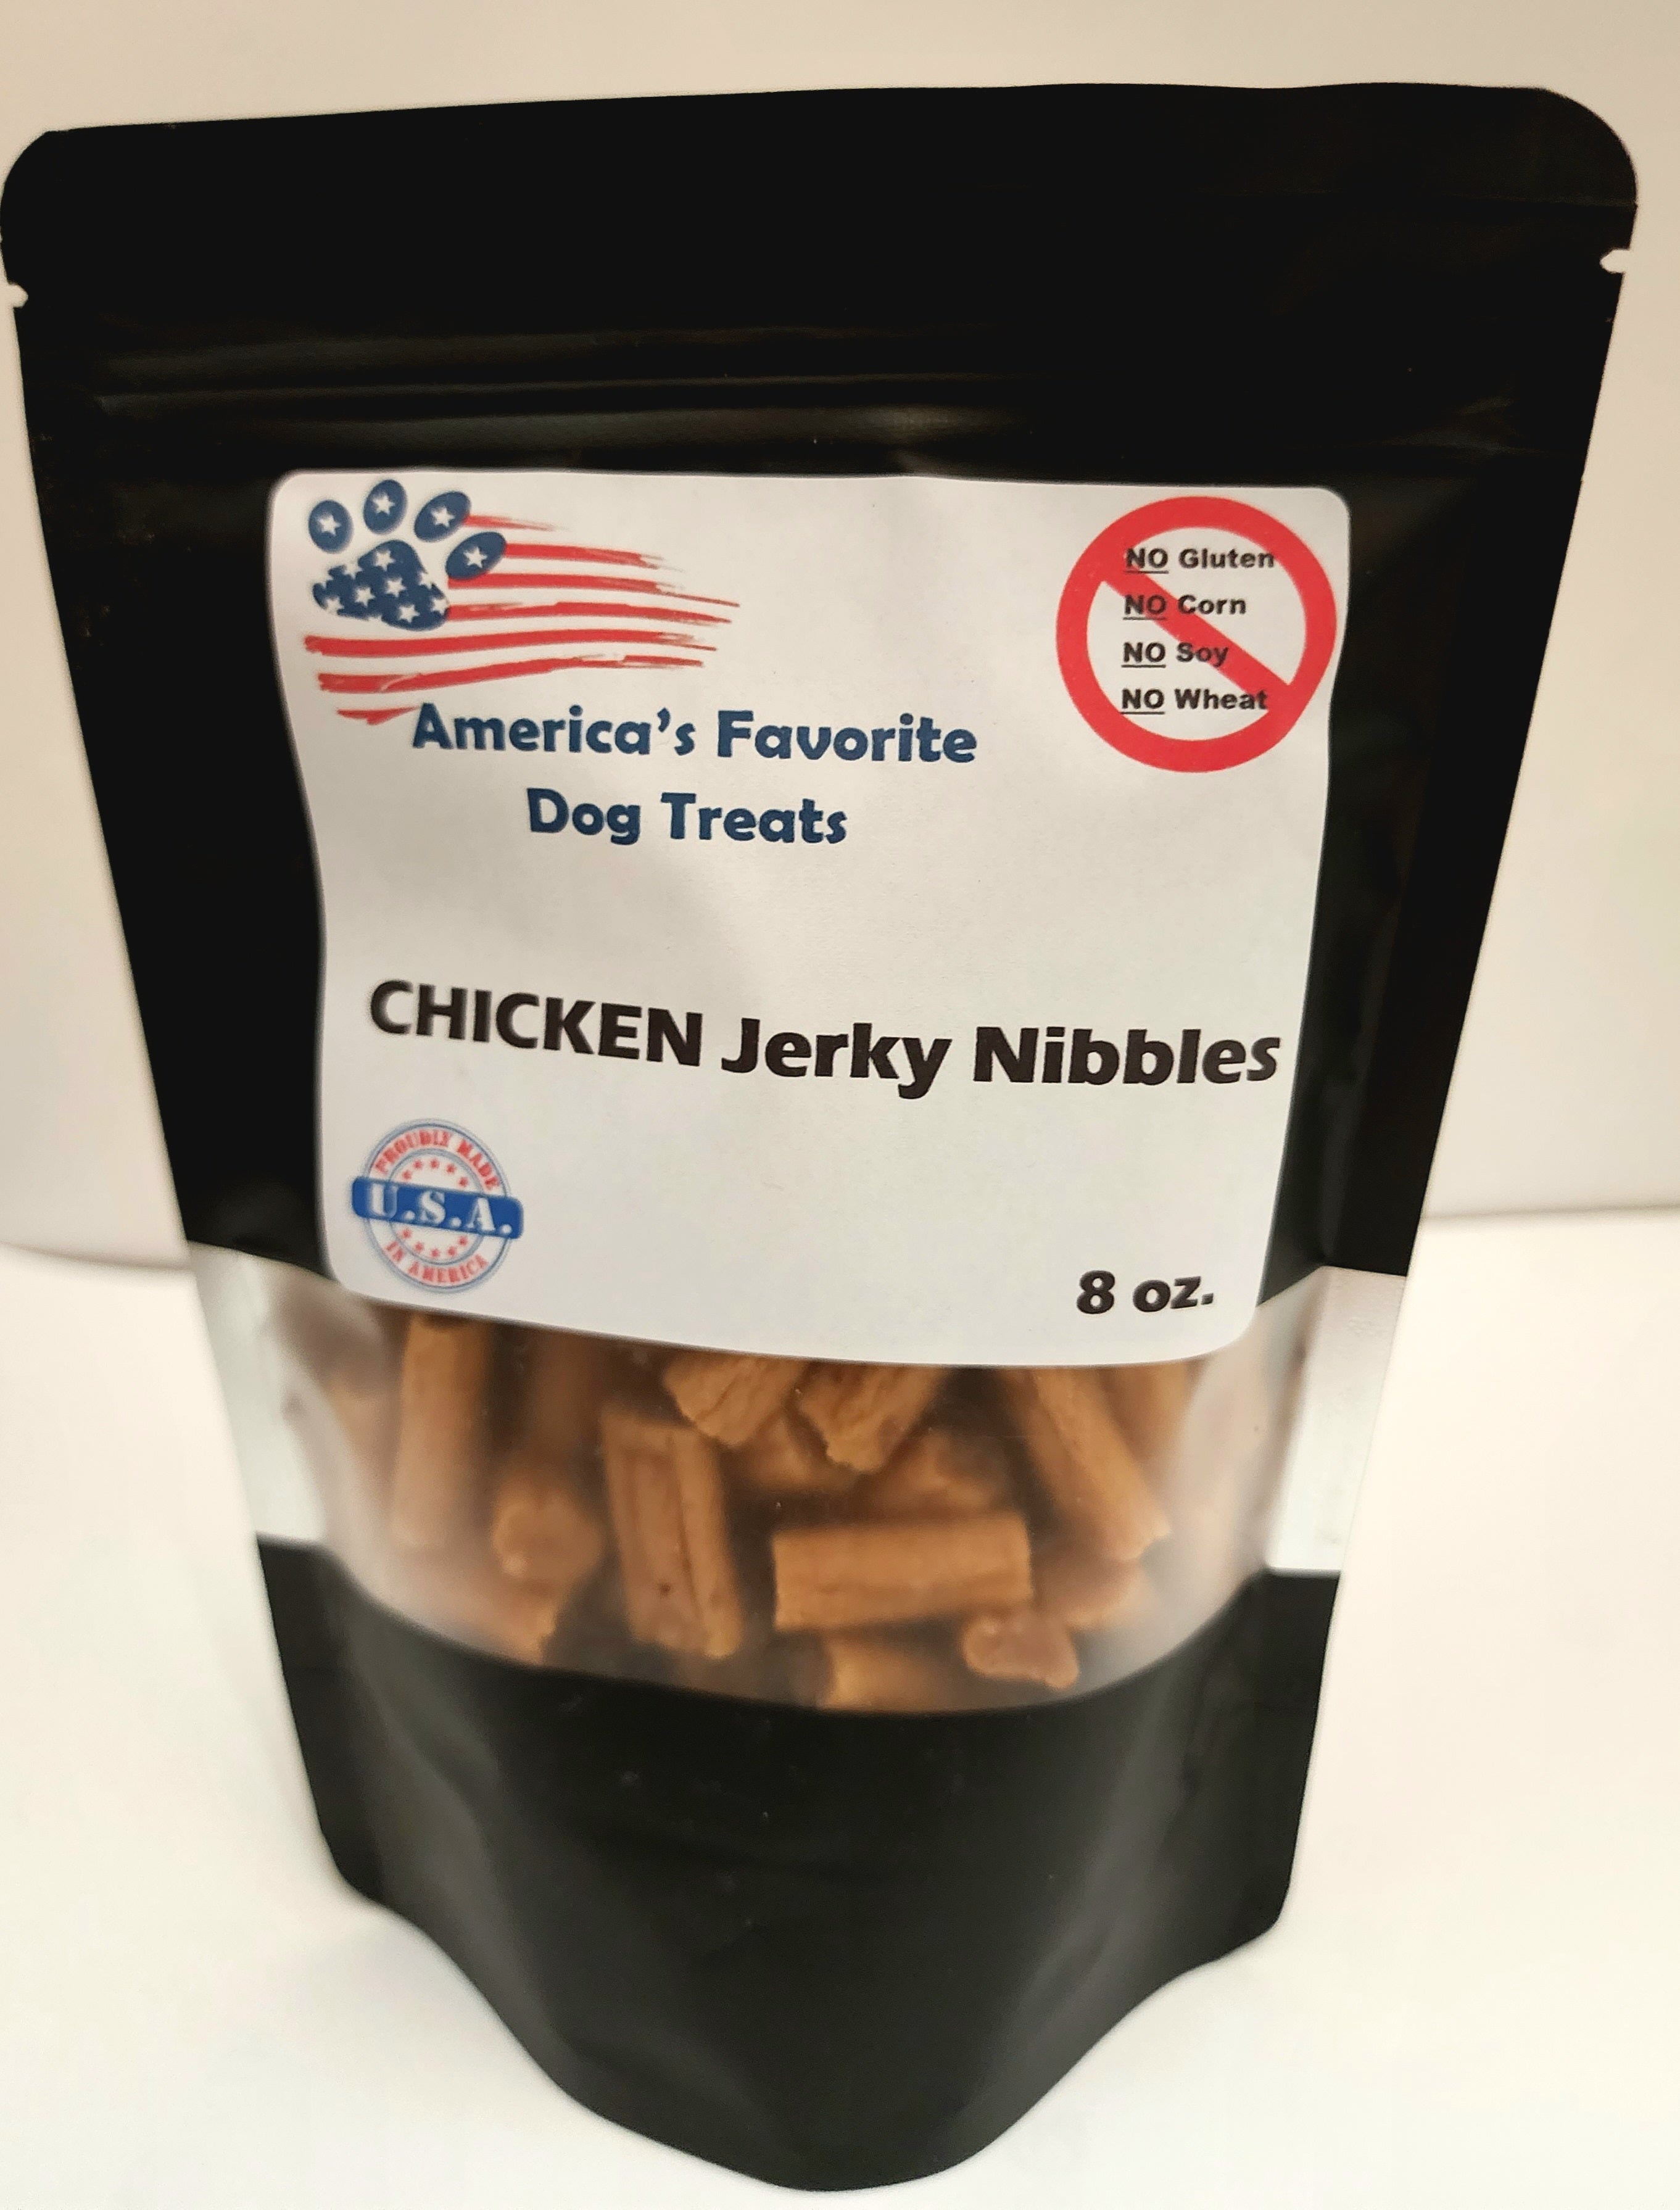 NO Gluten
NO Corn
NO Soy
NO Wheat
America's Favorite
Dog Treats
CHICKEN Jerky Nibbles
PROUDLY MADE
U.S.A.
IN AMERICA
8 oz.